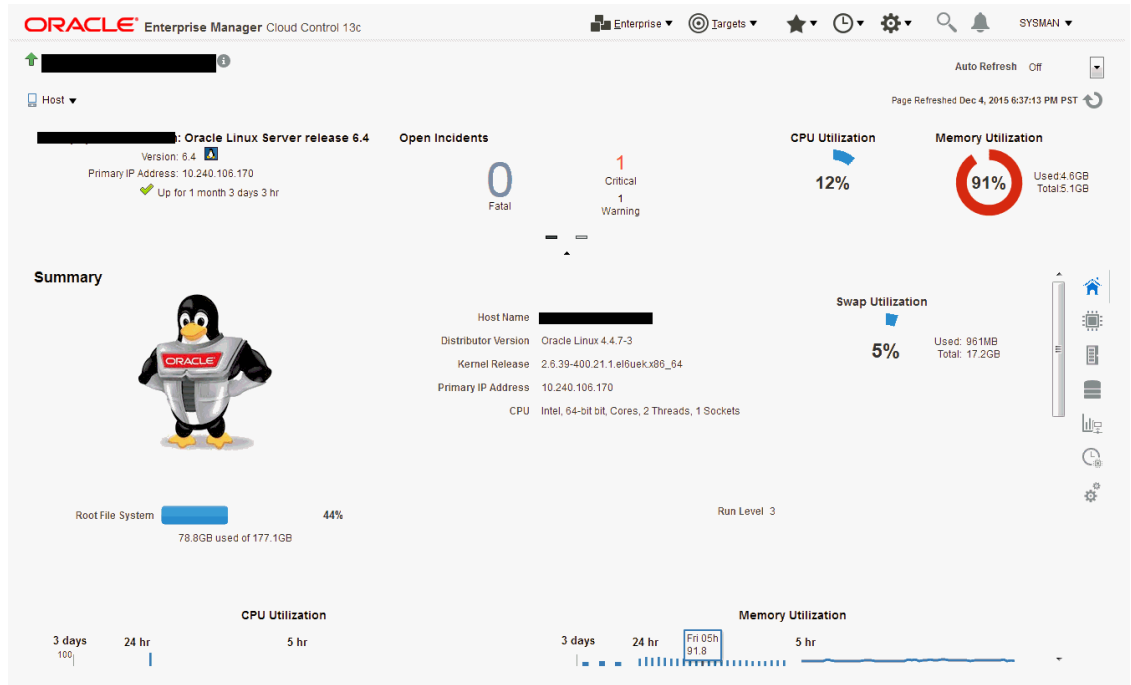 ORACLE® Enterprise Manager Cloud Control 13c
Enterprise Targets SYSMAN
Auto Refresh Off
Host
Page Refreshed Dec 4, 2015 6:37:13 PM PST
: Oracle Linux Server release 6.4
Version: 6.4
Primary IP Address: 10.240.106.170
Up for 1 month 3 days 3 hr
Open Incidents
0
Fatal
1
Critical
1
Warning
CPU Utilization
12%
Memory Utilization
91%
Used:4.6GB
Total:5.1GB
Summary
ORACLE
Host Name
Distributor Version Oracle Linux 4.4.7-3
Kernel Release 2.6.39-400.21.1.el6uek.x86_64
Primary IP Address 10.240.106.170
CPU Intel, 64-bit bit, Cores, 2 Threads, 1 Sockets
Swap Utilization
5%
Used: 961MB
Total: 17.2GB
Root File System 44%
78.8GB used of 177.1GB
Run Level 3
CPU Utilization
3 days 24 hr 5 hr
100
Memory Utilization
3 days 24 hr 5 hr
Fri 05h
91.8